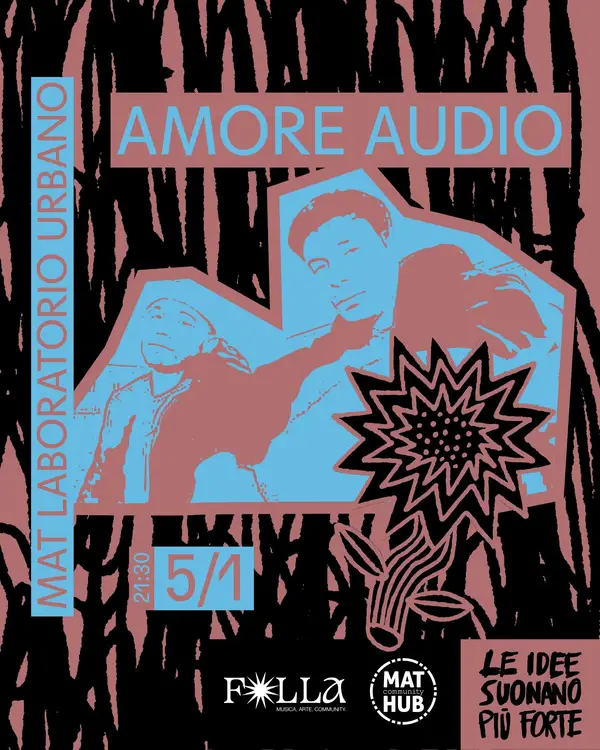 AMORE AUDIO
MAT LABORATORIO URBANO
21:30
5/1
FOLLA
MUSICA, ARTE, COMMUNITY.
MAT
community
HUB
LE IDEE
SUONANO
PIÙ FORTE